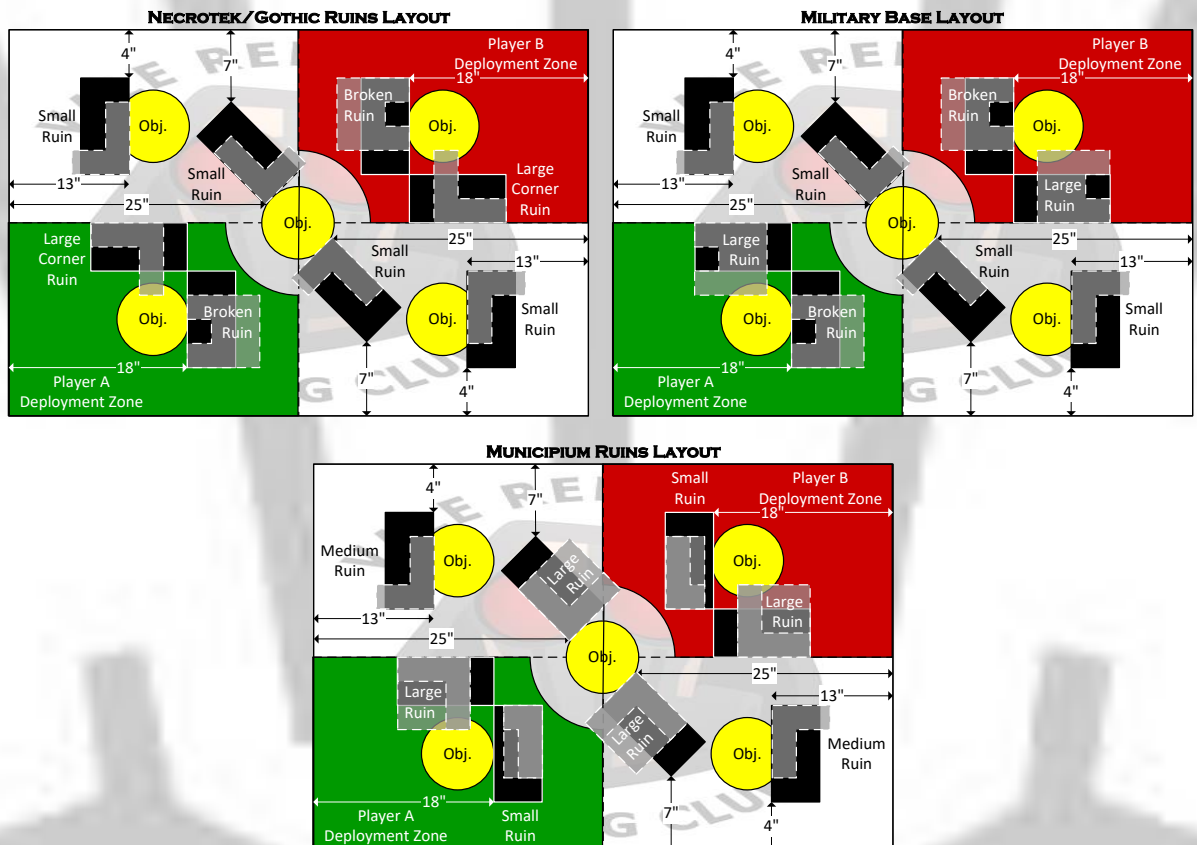 NECROTEK/GOTHIC RUINS LAYOUT
4"
7"
Player B
Deployment Zone
18"
Small
Ruin
Obj.
Broken
Ruin
Obj.
13"
Small
Ruin
Large
Corner
Ruin
25"
Obj.
Large
Corner
Ruin
25"
Small
Ruin
13"
Obj.
Broken
Ruin
Obj.
Small
Ruin
18"
7"
Player A
Deployment Zone
4"
MILITARY BASE LAYOUT
4"
7"
Player B
Deployment Zone
18"
Small
Ruin
Obj.
Broken
Ruin
Obj.
13"
Small
Ruin
Large
Ruin
25"
Obj.
Large
Ruin
25"
Small
Ruin
13"
Obj.
Broken
Ruin
Obj.
Small
Ruin
18"
7"
Player A
Deployment Zone
4"
MUNICIPIUM RUINS LAYOUT
4"
7"
Small
Ruin
Player B
Deployment Zone
18"
Medium
Ruin
Obj.
Large
Ruin
Obj.
Large
Ruin
13"
25"
Obj.
25"
Large
Ruin
13"
Large
Ruin
Obj.
Obj.
Medium
Ruin
18"
Player A
Deployment Zone
Small
Ruin
7"
4"